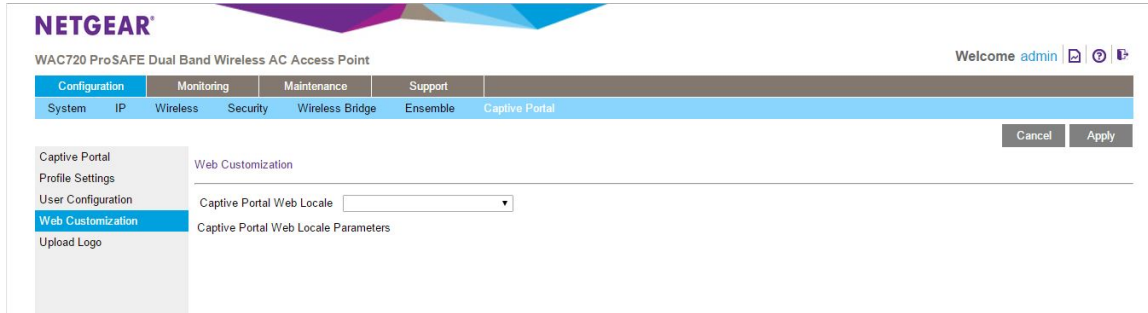 NETGEAR®
WAC720 ProSAFE Dual Band Wireless AC Access Point
Welcome admin
Configuration Monitoring Maintenance Support
System IP Wireless Security Wireless Bridge Ensemble Captive Portal
Cancel Apply
Captive Portal
Profile Settings
User Configuration
Web Customization
Upload Logo
Web Customization
Captive Portal Web Locale
Captive Portal Web Locale Parameters